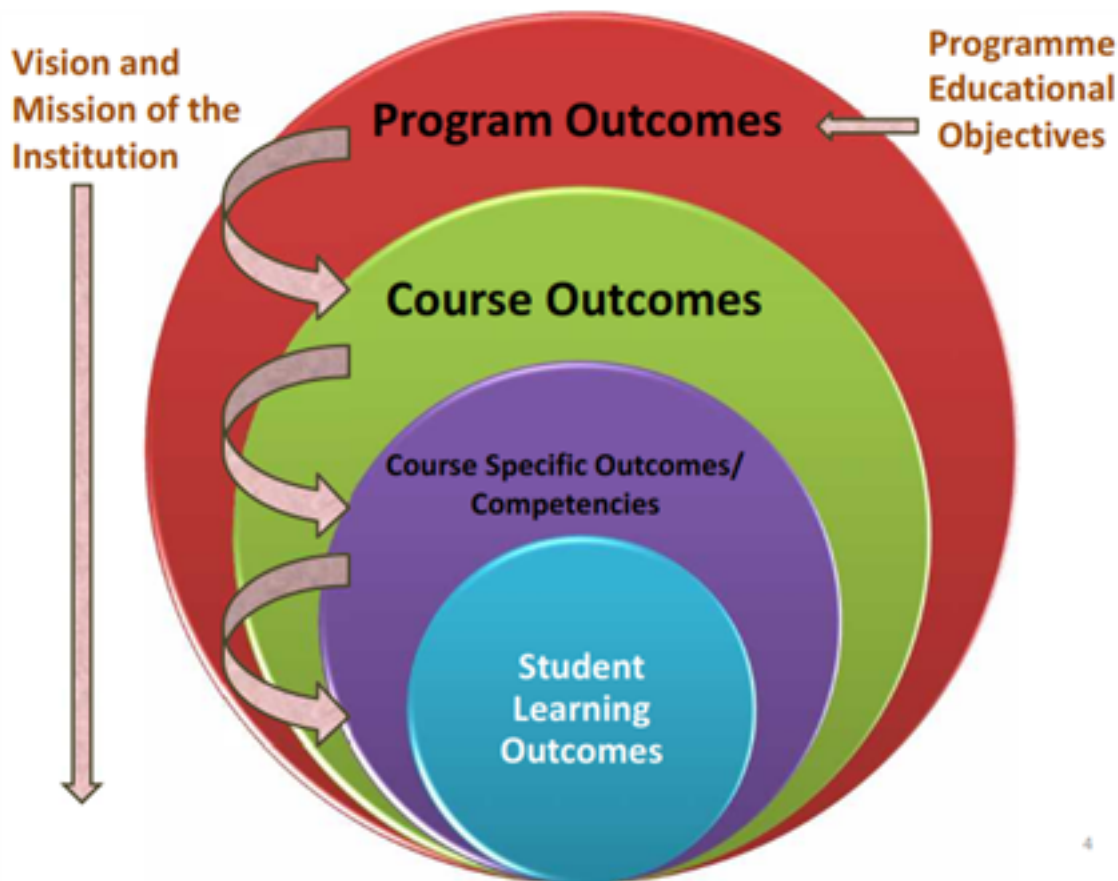 Vision and
Mission of the
Institution
Programme
Educational
Objectives
Program Outcomes
Course Outcomes
Course Specific Outcomes/
Competencies
Student
Learning
Outcomes
4